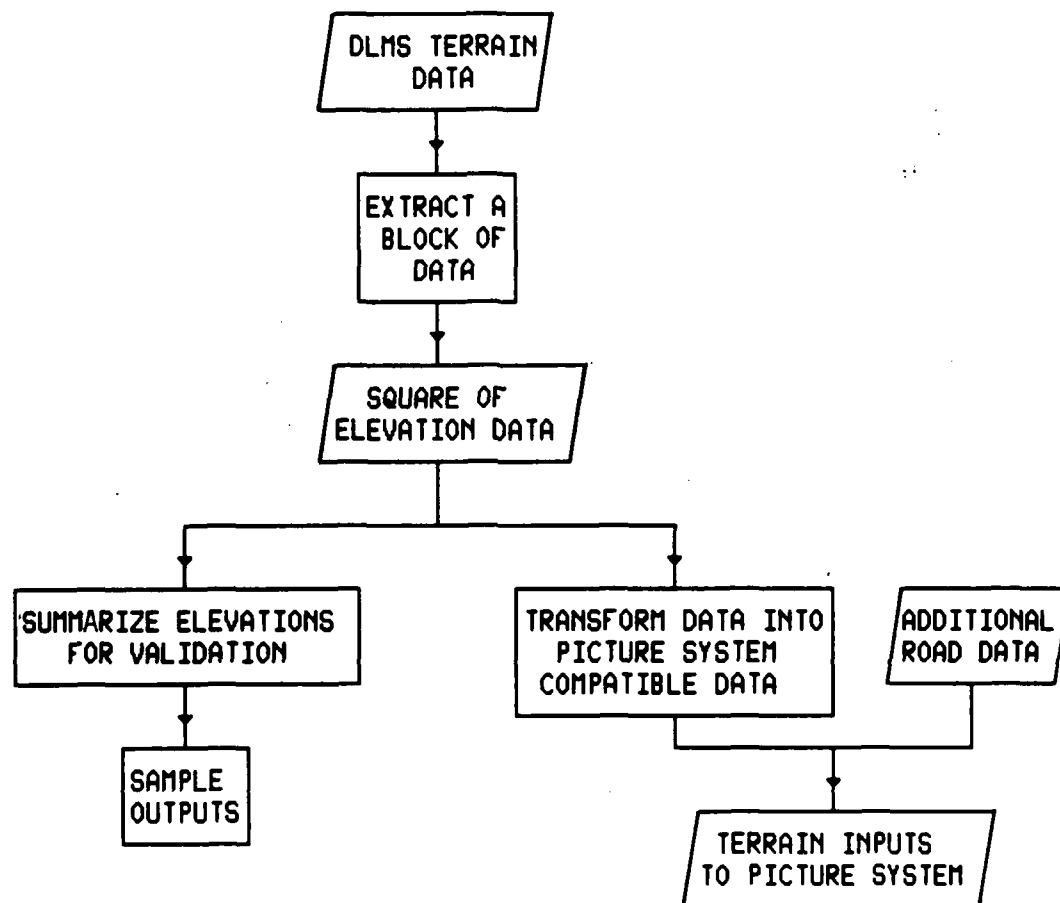 DLMS TERRAIN
DATA
EXTRACT A
BLOCK OF
DATA
SQUARE OF
ELEVATION DATA
SUMMARIZE ELEVATIONS
FOR VALIDATION
TRANSFORM DATA INTO
PICTURE SYSTEM
COMPATIBLE DATA
ADDITIONAL
ROAD DATA
SAMPLE
OUTPUTS
TERRAIN INPUTS
TO PICTURE SYSTEM